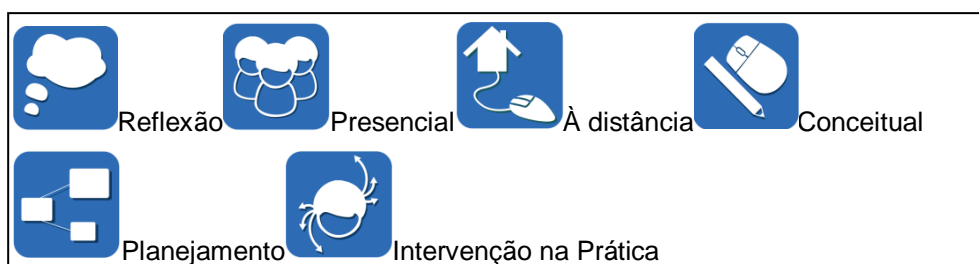 Reflexão Presencial À distância Conceitual
Planejamento Intervenção na Prática